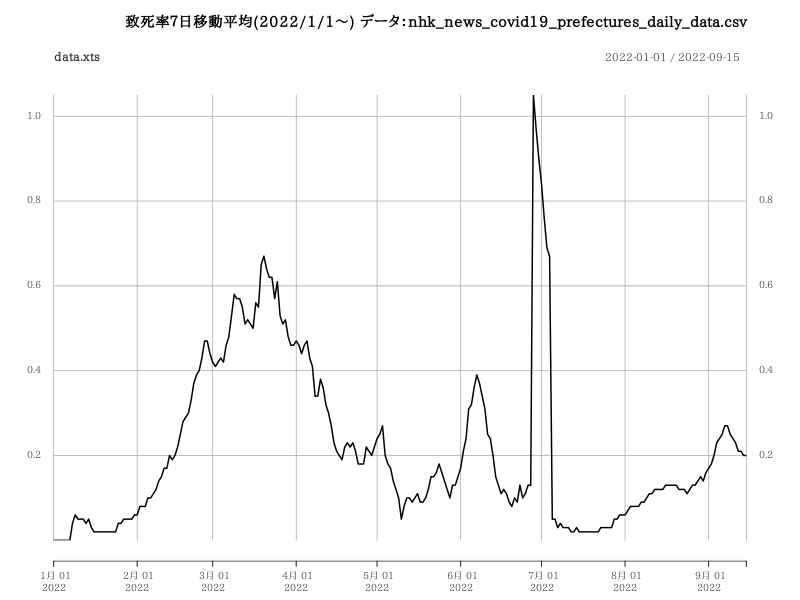 致死率7日移動平均(2022/1/1〜) データ:nhk_news_covid19_prefectures_daily_data.csv
data.xts 2022-01-01 / 2022-09-15
1.0 1.0
0.8 0.8
0.6 0.6
0.4 0.4
0.2 0.2
1月 01 2月 01 3月 01 4月 01 5月 01 6月 01 7月 01 8月 01 9月 01
2022 2022 2022 2022 2022 2022 2022 2022 2022